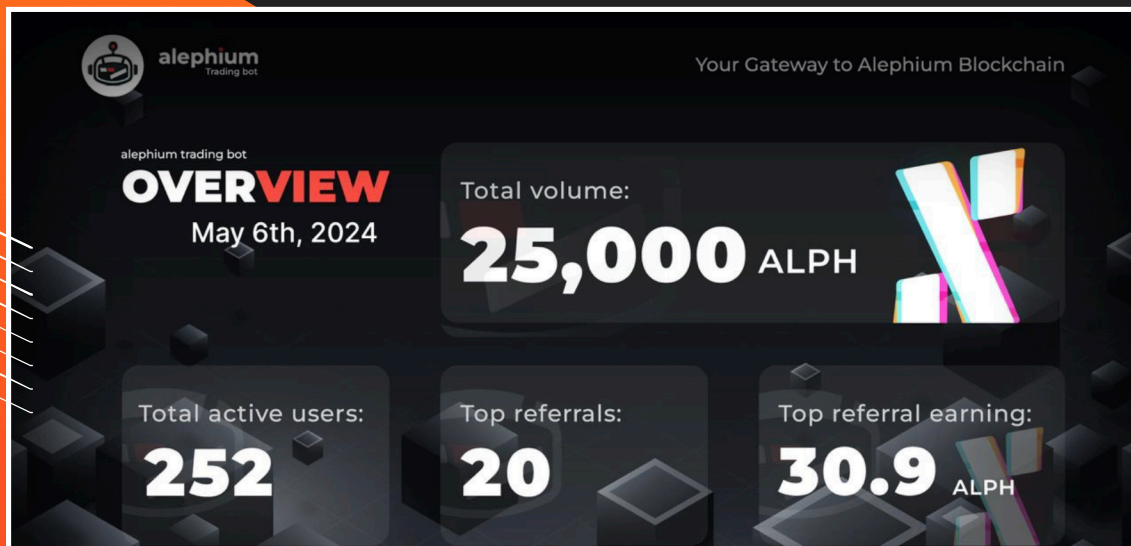 alephium
Trading bot
Your Gateway to Alephium Blockchain
alephium trading bot
OVERVIEW
May 6th, 2024
Total volume:
25,000 ALPH
Total active users:
252
Top referrals:
20
Top referral earning:
30.9 ALPH